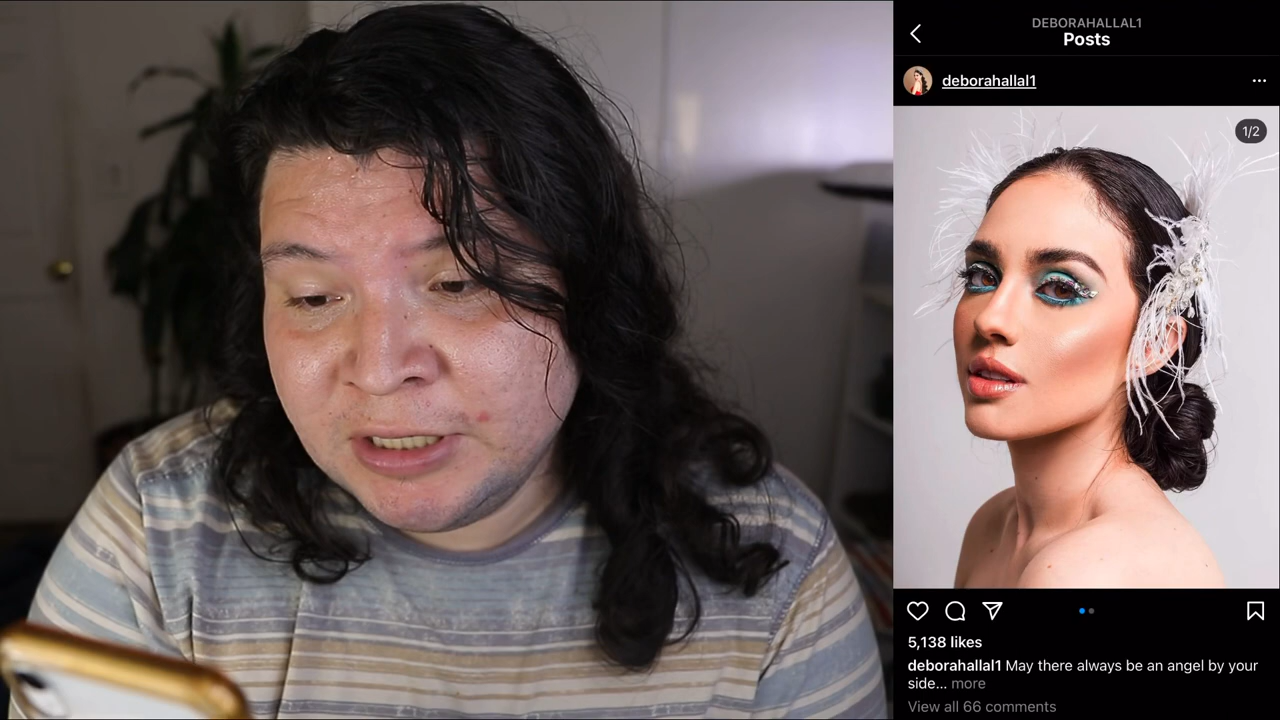 DEBORAHALLAL1
Posts
deborahallal1
1/2
5,138 likes
deborahallal1 May there always be an angel by your
side... more
View all 66 comments